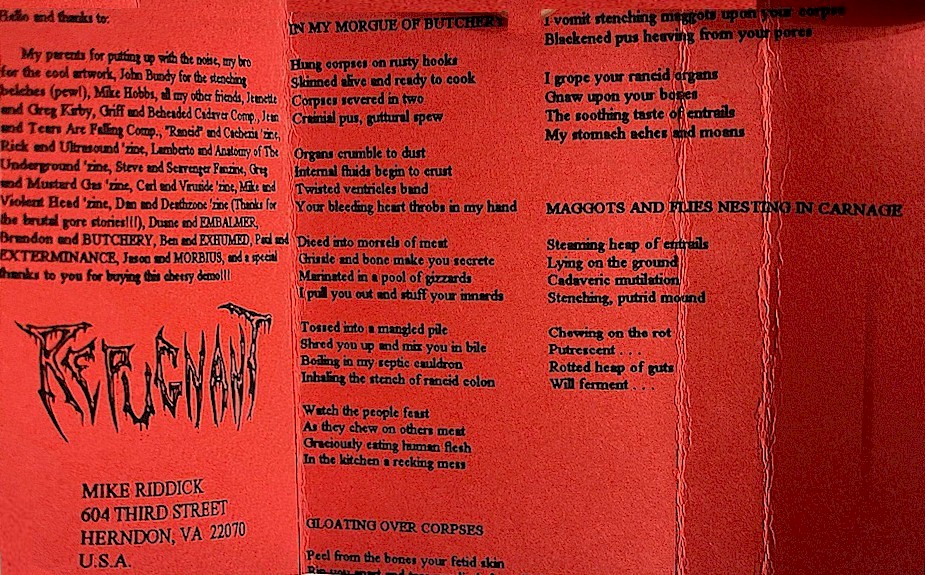 Hello and thanks to:
My parents for putting up with the noise, my bro
for the cool artwork, John Bundy for the stenching
belches (pew!), Mike Hobbs, all my other friends, Jeanette
and Greg Kirby, Griff and Beheaded Cadaver Comp., Jean
and Tears Are Falling Comp., "Rancid" and Cachexia 'zine,
Rick and Ultrasound 'zine, Lamberto and Anatomy of The
Underground 'zine, Steve and Scavenger Fanzine, Greg
and Mustard Gas 'zine, Carl and Viruside 'zine, Mike and
Violent Head 'zine, Dan and Deathzone 'zine (Thanks for
the brutal gore stories!!!), Duane and EMBALMER,
Brandon and BUTCHERY, Ben and EXHUMED, Paul and
EXTERMINANCE, Jason and MORBIUS, and a special
thanks to you for buying this cheesy demo!!!
REPUGNANT
MIKE RIDDICK
604 THIRD STREET
HERNDON, VA 22070
U.S.A.
IN MY MORGUE OF BUTCHERY
Hung corpses on rusty hooks
Skinned alive and ready to cook
Corpses severed in two
Crainial pus, guttural spew
Organs crumble to dust
Internal fluids begin to crust
Twisted ventricles band
Your bleeding heart throbs in my hand
Diced into morsels of meat
Grissle and bone make you secrete
Marinated in a pool of gizzards
I pull you out and stuff your innards
Tossed into a mangled pile
Shred you up and mix you in bile
Boiling in my septic cauldron
Inhaling the stench of rancid colon
Watch the people feast
As they chew on others meat
Graciously eating human flesh
In the kitchen a reeking mess
GLOATING OVER CORPSES
Peel from the bones your fetid skin
I vomit stenching maggots upon your corpse
Blackened pus heaving from your pores
I grope your rancid organs
Gnaw upon your bones
The soothing taste of entrails
My stomach aches and moans
MAGGOTS AND FLIES NESTING IN CARNAGE
Steaming heap of entrails
Lying on the ground
Cadaveric mutilation
Stenching, putrid mound
Chewing on the rot
Putrescent . . .
Rotted heap of guts
Will ferment . . .